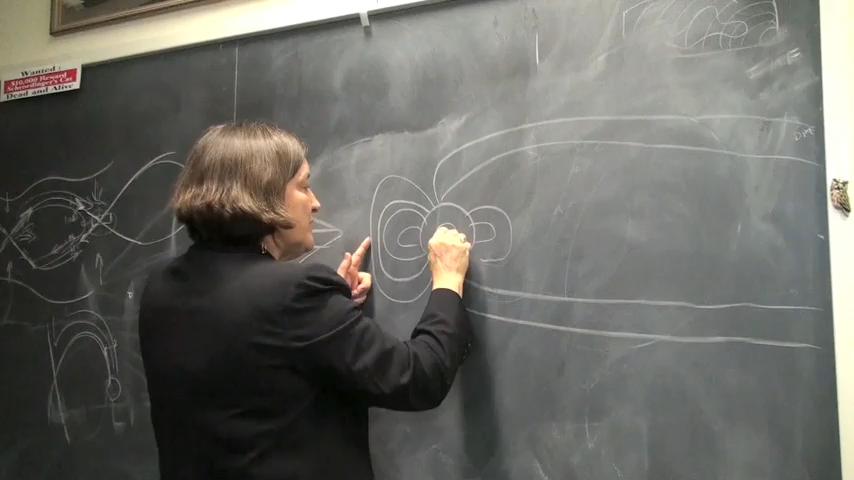 Wanted:
$10,000 Reward
Schroedinger's Cat
Dead and Alive